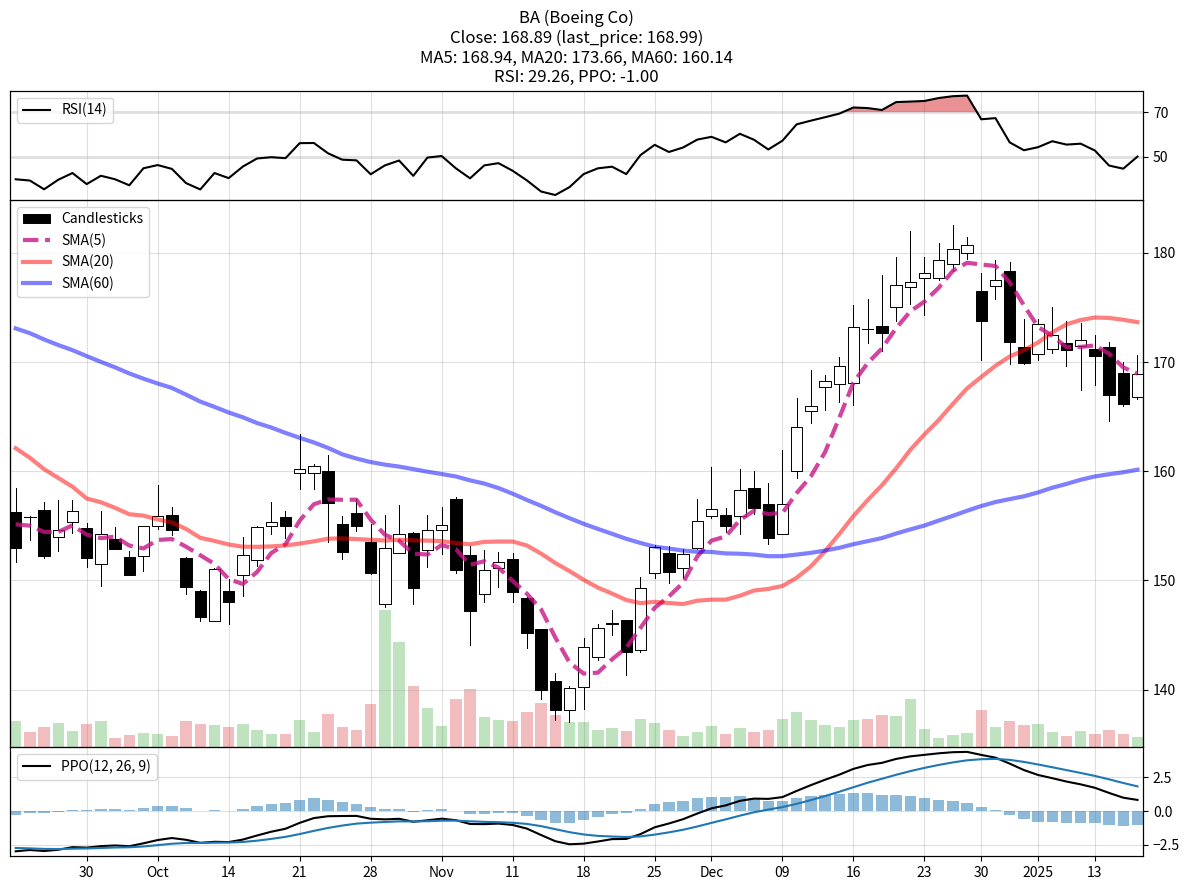 BA (Boeing Co)
Close: 168.89 (last_price: 168.99)
MA5: 168.94, MA20: 173.66, MA60: 160.14
RSI: 29.26, PPO: -1.00
RSI(14)
70
50
Candlesticks
SMA(5)
SMA(20)
SMA(60)
180
170
160
150
140
PPO(12, 26, 9)
2.5
0.0
−2.5
30 Oct 14 21 28 Nov 11 18 25 Dec 09 16 23 30 2025 13